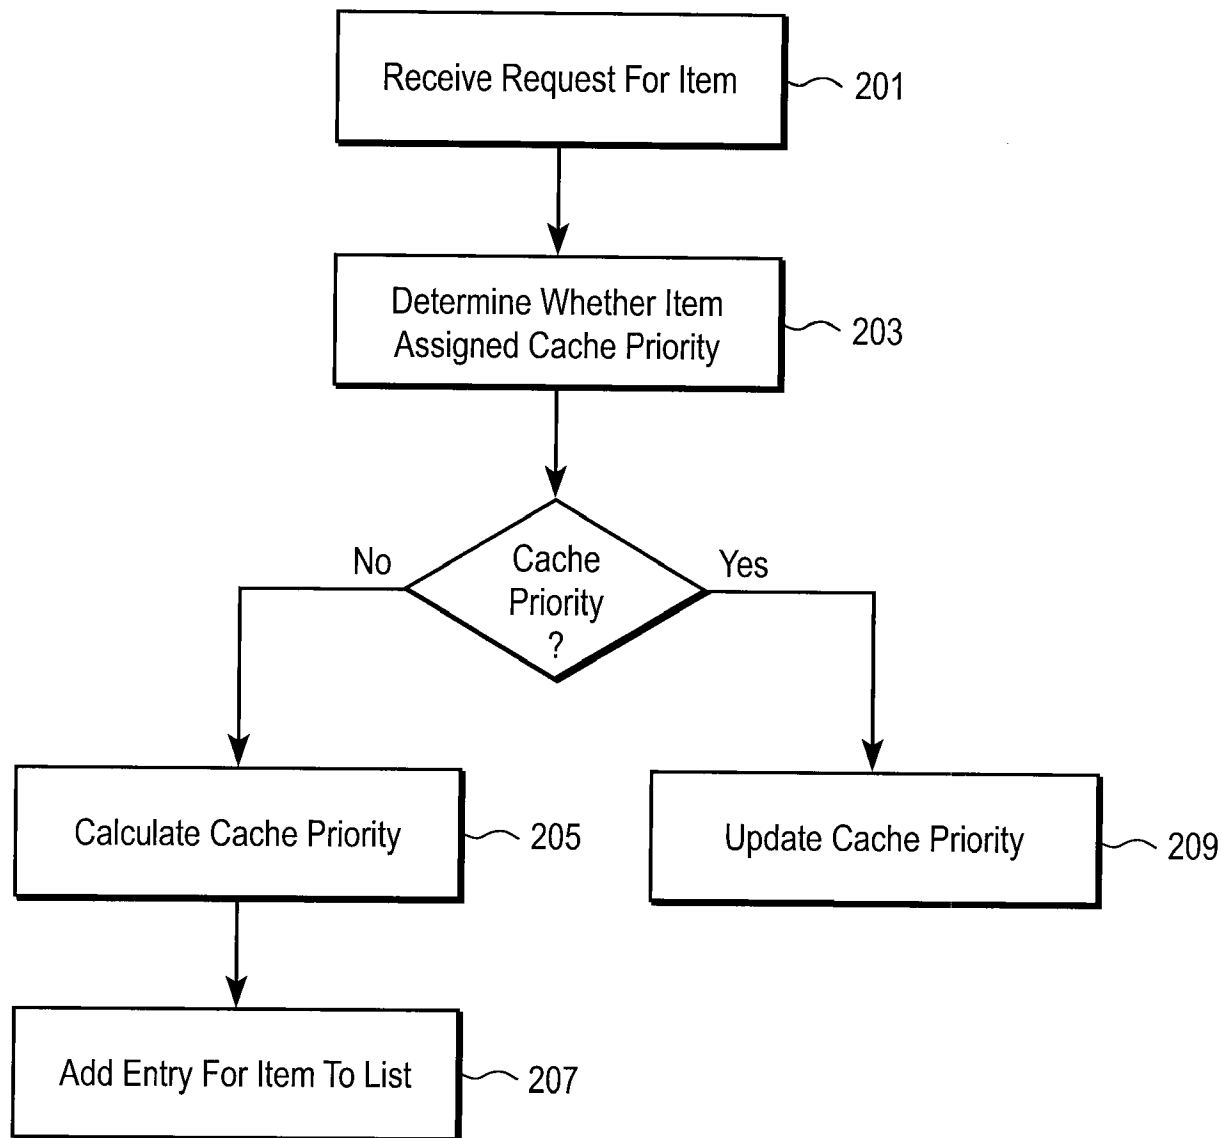 Receive Request For Item
201
Determine Whether Item
Assigned Cache Priority
203
No
Cache
Priority
?
Yes
Calculate Cache Priority
205
Update Cache Priority
209
Add Entry For Item To List
207